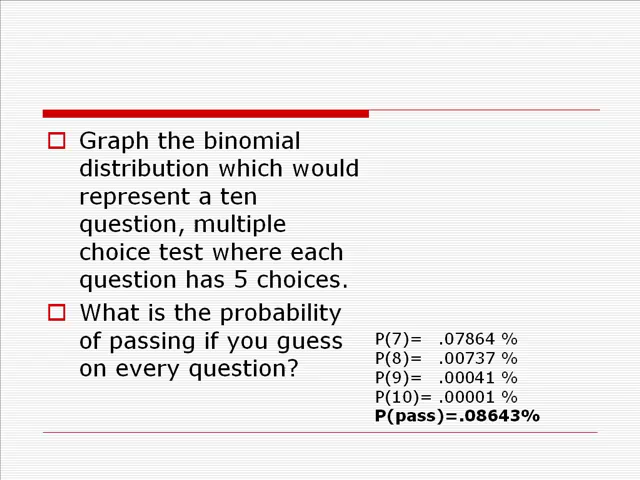 Graph the binomial
distribution which would
represent a ten
question, multiple
choice test where each
question has 5 choices.
What is the probability
of passing if you guess
on every question?
P(7)= .07864 %
P(8)= .00737 %
P(9)= .00041 %
P(10)= .00001 %
P(pass)=.08643%